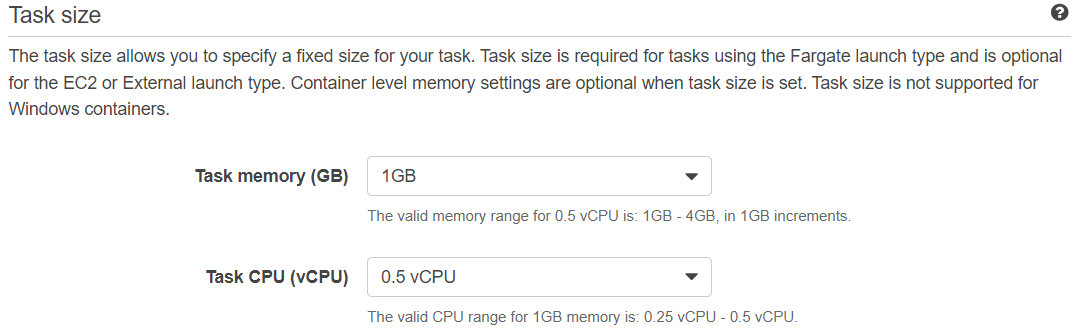 Task size
The task size allows you to specify a fixed size for your task. Task size is required for tasks using the Fargate launch type and is optional
for the EC2 or External launch type. Container level memory settings are optional when task size is set. Task size is not supported for
Windows containers.
Task memory (GB)
1GB
The valid memory range for 0.5 vCPU is: 1GB - 4GB, in 1GB increments.
Task CPU (vCPU)
0.5 vCPU
The valid CPU range for 1GB memory is: 0.25 vCPU - 0.5 vCPU.